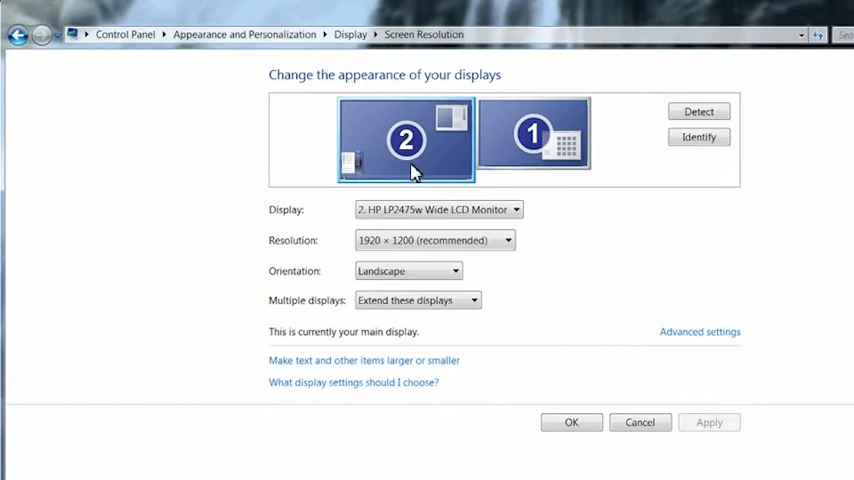 Control Panel Appearance and Personalization Display Screen Resolution
Change the appearance of your displays
2
1
Detect
Identify
Display: 2. HP LP2475w Wide LCD Monitor
Resolution: 1920 × 1200 (recommended)
Orientation: Landscape
Multiple displays: Extend these displays
This is currently your main display. Advanced settings
Make text and other items larger or smaller
What display settings should I choose?
OK Cancel Apply